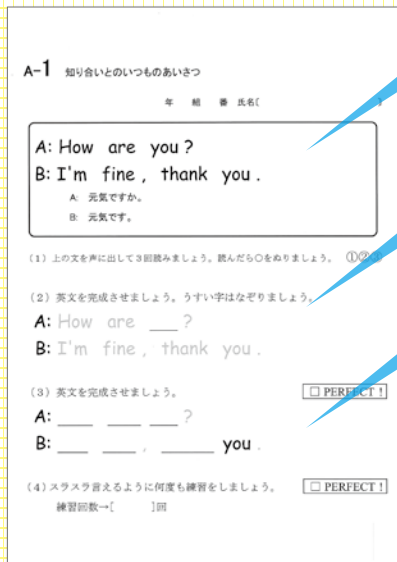 A-1 知り合いとのいつものあいさつ
年 組 番 氏名[ ]
A: How are you?
B: I'm fine, thank you.
A: 元気ですか。
B: 元気です。
(1) 上の文を声に出して3回読みましょう。読んだら○をぬりましょう。 ①②③
(2) 英文を完成させましょう。うすい字はなぞりましょう。
A: How are ___?
B: I'm fine, thank you.
(3) 英文を完成させましょう。 □ PERFECT!
A: ___ ___ ___?
B: ___ ___, ___ you.
(4) スラスラ言えるように何度も練習をしましょう。 □ PERFECT!
練習回数→[ ]回